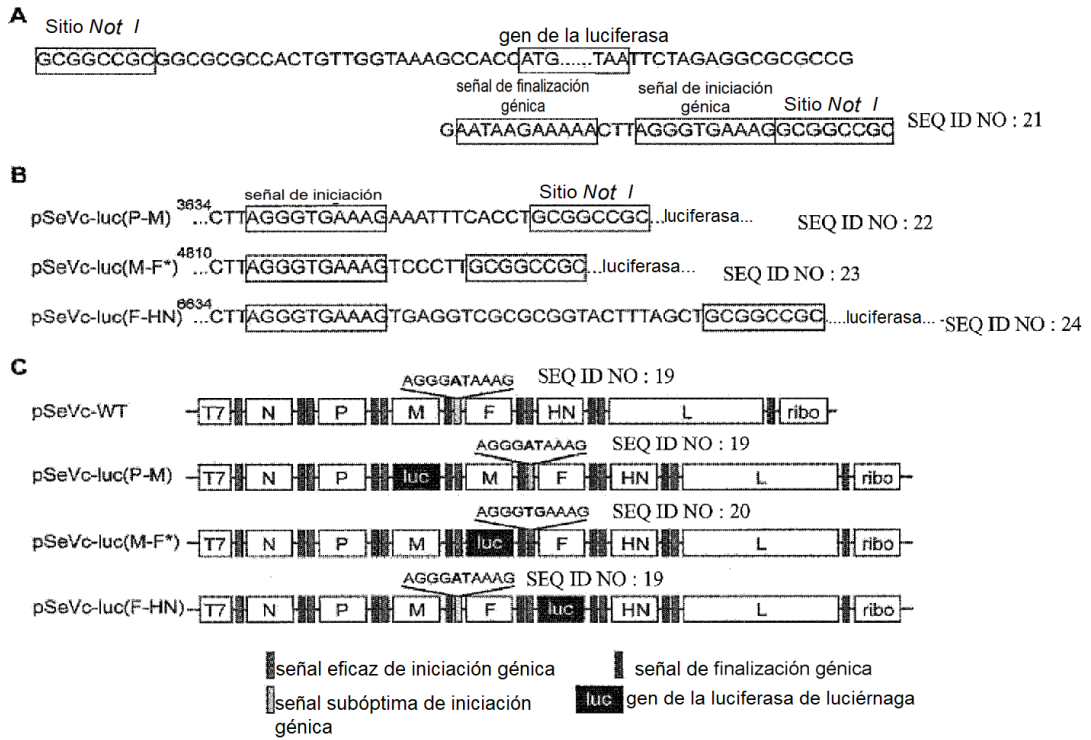 A
Sitio Not I
gen de la luciferasa
GCGGCCGCGGCGCGCCACTGTTGGTAAAGCCACCATG......TAATTCTAGAGGCGCGCCG
señal de finalización génica
señal de iniciación génica
Sitio Not I
GAATAAGAAAAACTTAGGGTGAAAGGCGGCCGC
SEQ ID NO : 21
B
señal de iniciación
Sitio Not I
pSeVc-luc(P-M) 3634 ...CTTAGGGTGAAAGAAATTTCACCTGCGGCCGC...luciferasa...
SEQ ID NO : 22
pSeVc-luc(M-F*) 4810 ...CTTAGGGTGAAAGTCCCTTGCGGCCGC...luciferasa...
SEQ ID NO : 23
pSeVc-luc(F-HN) 6634 ...CTTAGGGTGAAAGTGAGGTCGCGCGGTACTTTAGCTGCGGCCGC....luciferasa...
SEQ ID NO : 24
C
AGGGATAAAG SEQ ID NO : 19
pSeVc-WT T7 N P M F HN L ribo
AGGGATAAAG SEQ ID NO : 19
pSeVc-luc(P-M) T7 N P luc M F HN L ribo
AGGGTGAAAG SEQ ID NO : 20
pSeVc-luc(M-F*) T7 N P M luc F HN L ribo
AGGGATAAAG SEQ ID NO : 19
pSeVc-luc(F-HN) T7 N P M F luc HN L ribo
señal eficaz de iniciación génica
señal de finalización génica
señal subóptima de iniciación
génica
luc gen de la luciferasa de luciérnaga